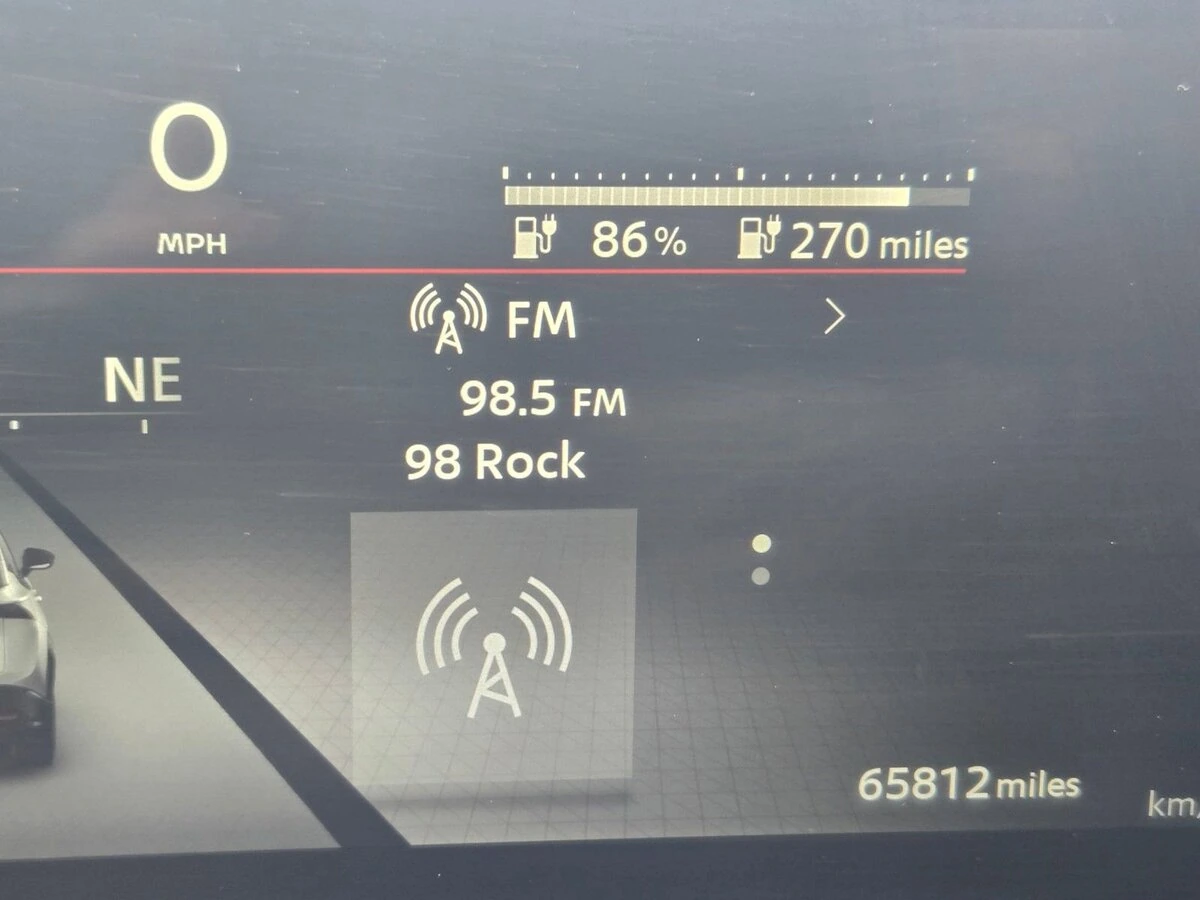 0
MPH
86% 270 miles
FM
NE
98.5 FM
98 Rock
65812 miles
km/